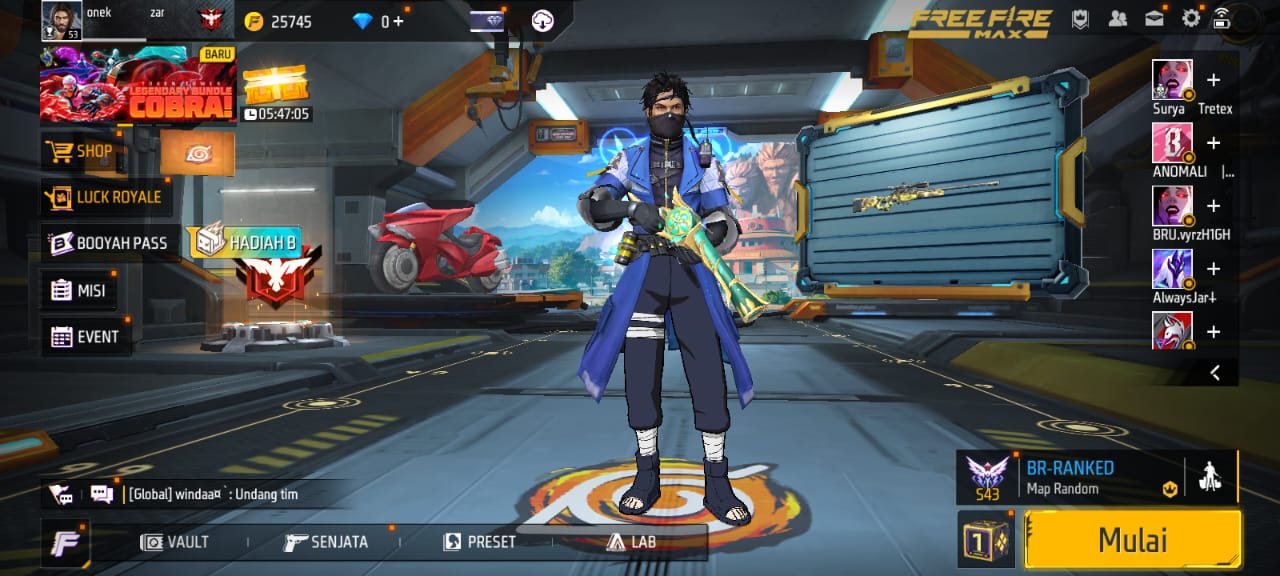 onek zar
53
25745
0 +
FREE FIRE
MAX
BARU
LEGENDARY BUNDLE
COBRA!
05:47:05
SHOP
LUCK ROYALE
BOOYAH PASS
HADIAH B
MISI
EVENT
Surya Tretex
ANOMALI |...
BRU.vyrzH1GH
AlwaysJar
[Global] windaa¤`: Undang tim
S43
BR-RANKED
Map Random
VAULT
SENJATA
PRESET
LAB
1
Mulai